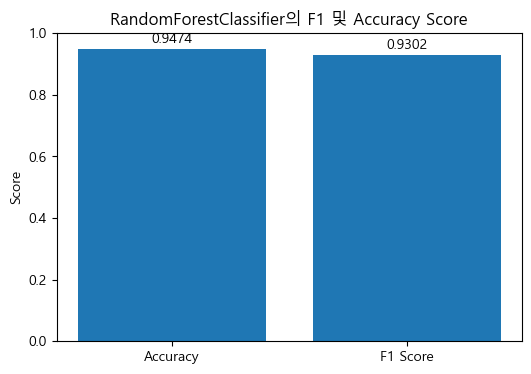 RandomForestClassifier의 F1 및 Accuracy Score
1.0
0.9474
0.9302
0.8
0.6
Score
0.4
0.2
0.0
Accuracy
F1 Score